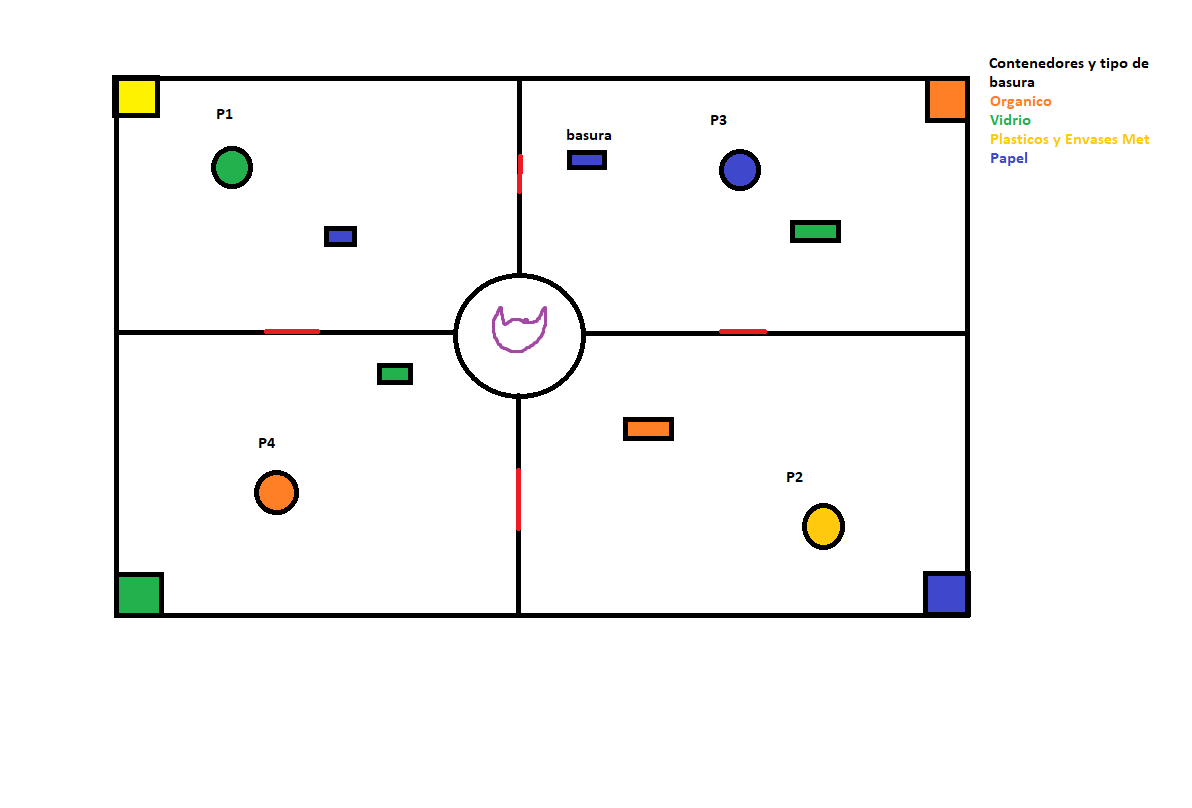 Contenedores y tipo de
basura
Organico
Vidrio
Plasticos y Envases Met
Papel
P1
P3
basura
P4
P2